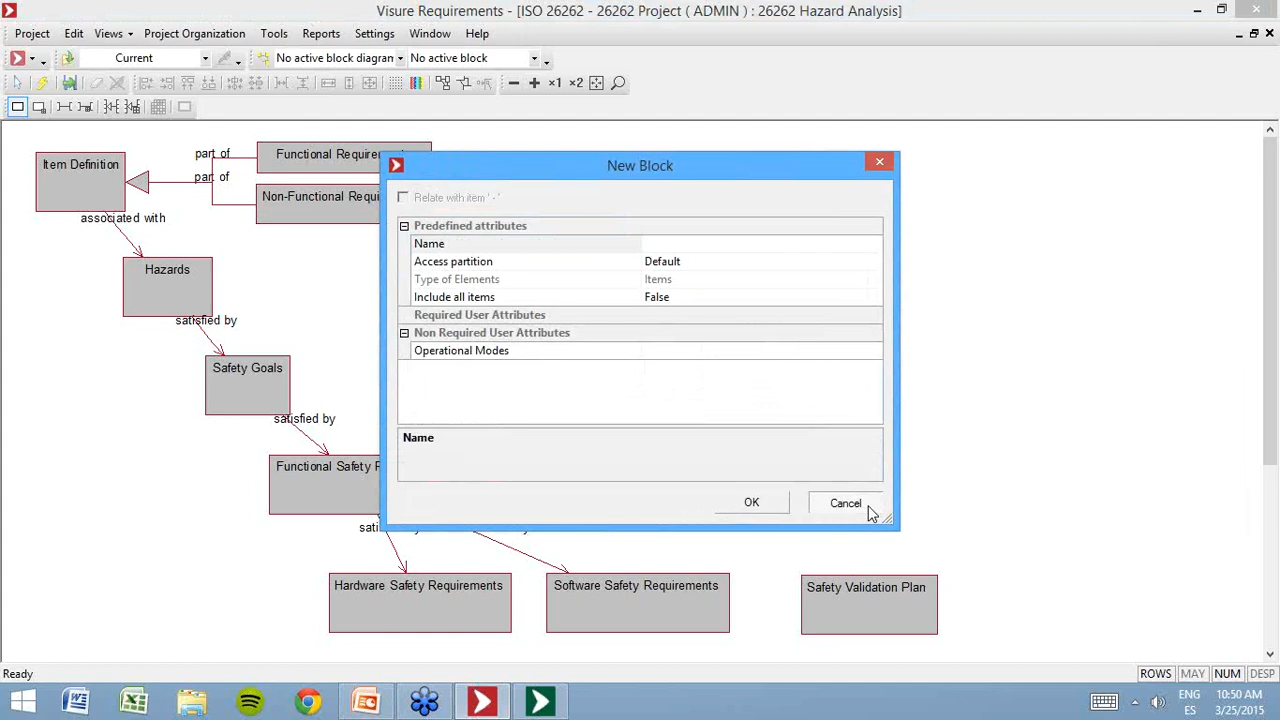 Visure Requirements - [ISO 26262 - 26262 Project ( ADMIN ) : 26262 Hazard Analysis]
Project Edit Views Project Organization Tools Reports Settings Window Help
Current No active block diagram No active block
×1 ×2
Item Definition
part of
part of
Functional Requirem
Non-Functional Requi
associated with
Hazards
satisfied by
Safety Goals
satisfied by
Functional Safety R
sati
Hardware Safety Requirements
Software Safety Requirements
Safety Validation Plan
New Block
Relate with item ' - '
Predefined attributes
Name
Access partition Default
Type of Elements Items
Include all items False
Required User Attributes
Non Required User Attributes
Operational Modes
Name
OK Cancel
Ready
ROWS MAY NUM DESP
ENG 10:50 AM
ES 3/25/2015